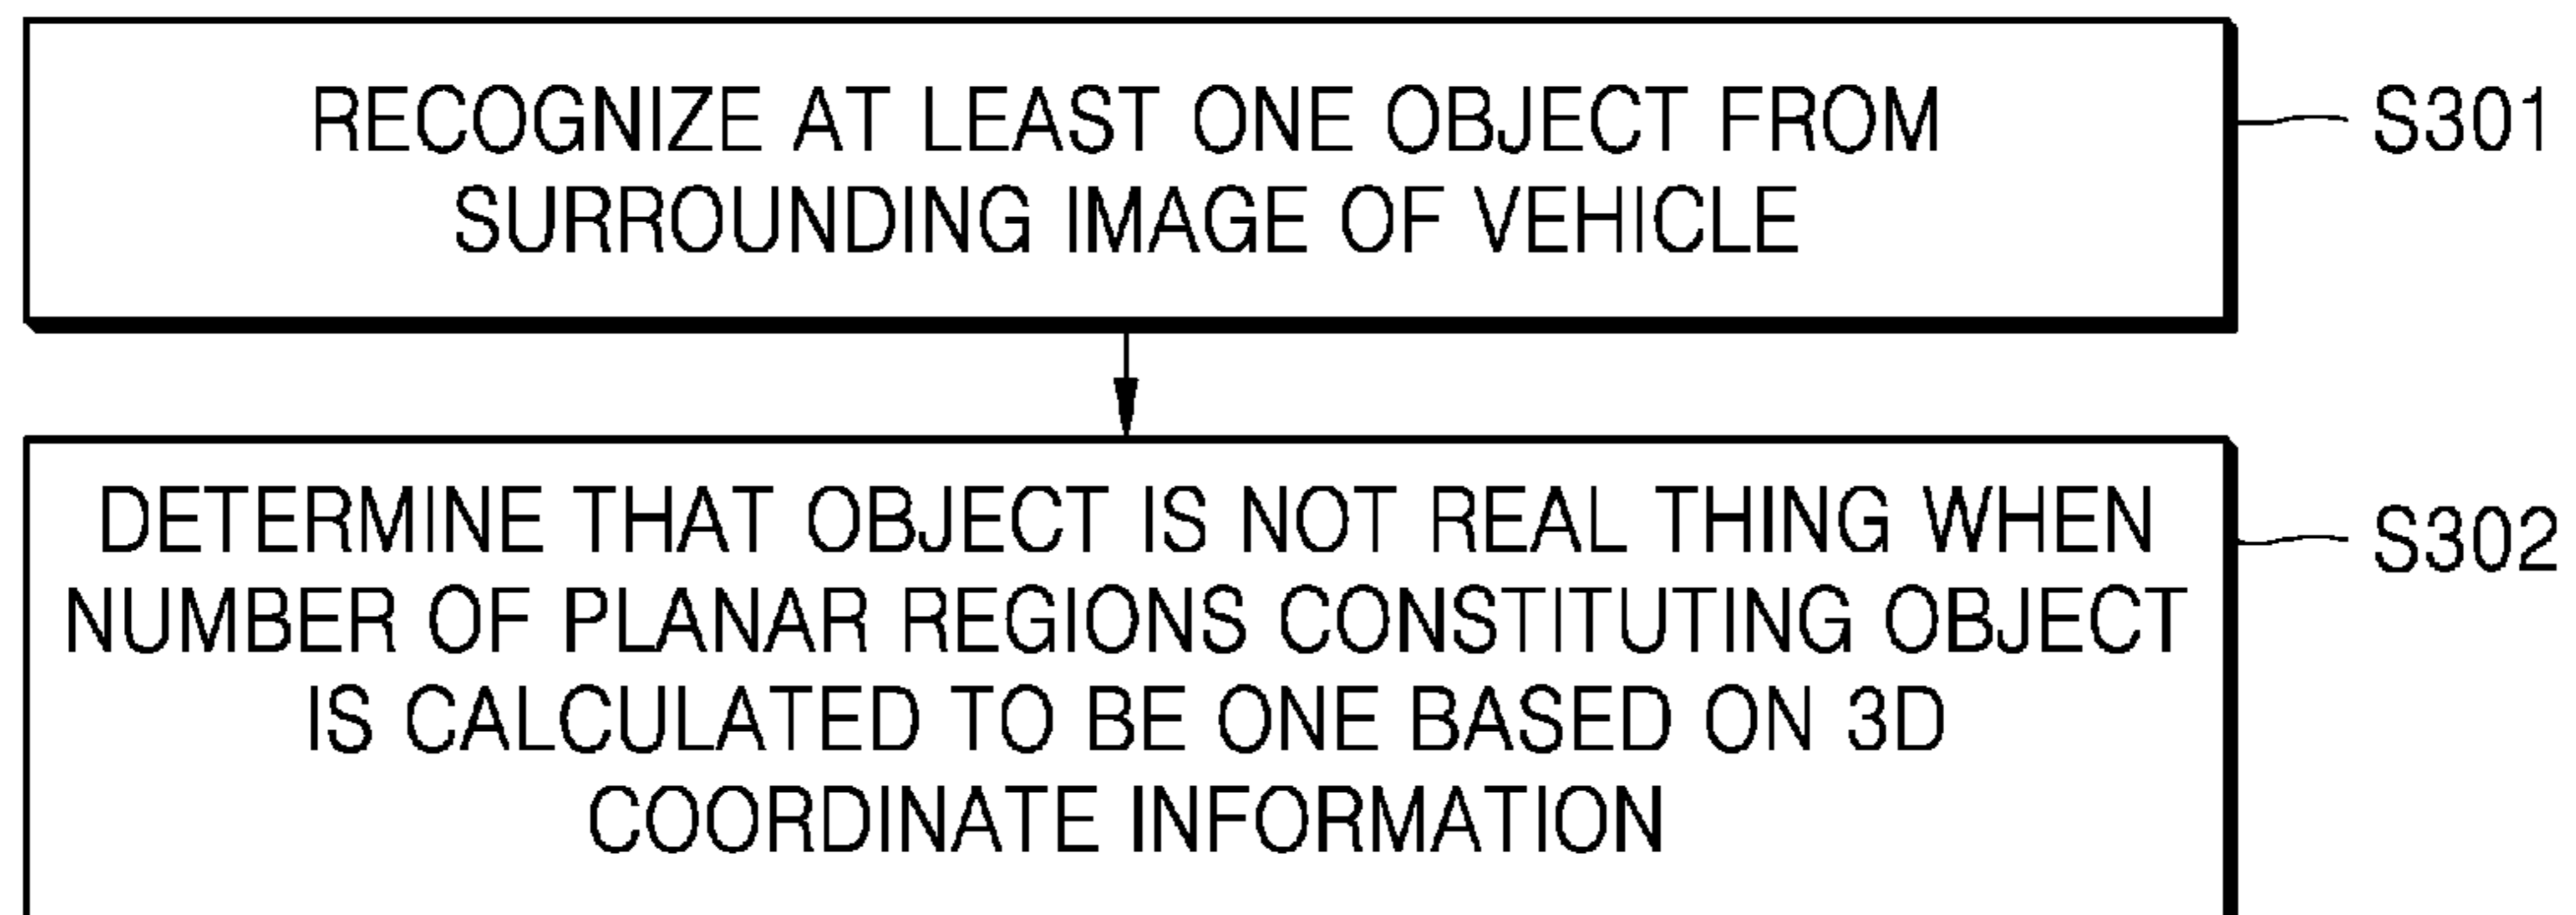 RECOGNIZE AT LEAST ONE OBJECT FROM
SURROUNDING IMAGE OF VEHICLE
S301
DETERMINE THAT OBJECT IS NOT REAL THING WHEN
NUMBER OF PLANAR REGIONS CONSTITUTING OBJECT
IS CALCULATED TO BE ONE BASED ON 3D
COORDINATE INFORMATION
S302